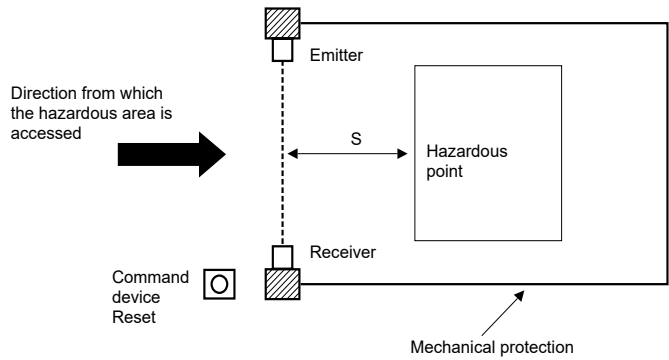 Emitter
Direction from which
the hazardous area is
accessed
S
Hazardous
point
Receiver
Command
device
Reset
Mechanical protection